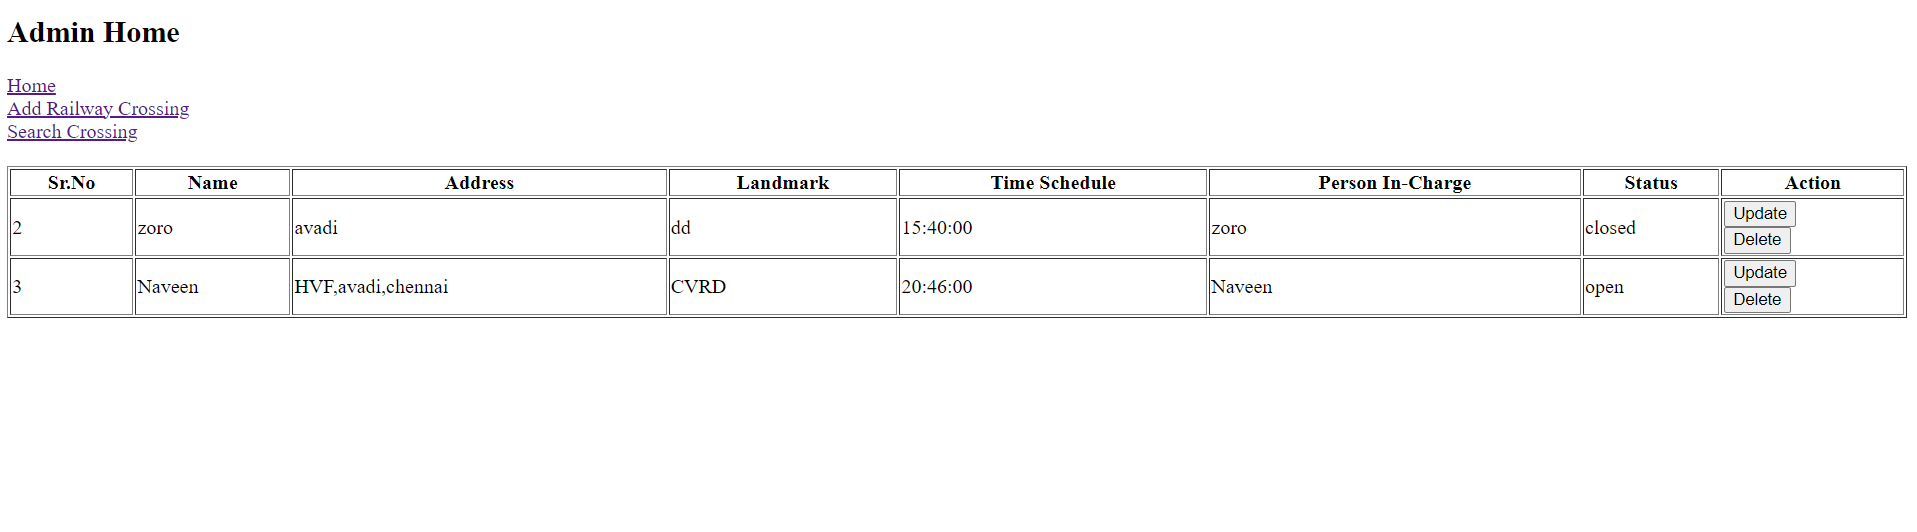 Admin Home
Home
Add Railway Crossing
Search Crossing
Sr.No Name Address Landmark Time Schedule Person In-Charge Status Action
2 zoro avadi dd 15:40:00 zoro closed Update
Delete
3 Naveen HVF,avadi,chennai CVRD 20:46:00 Naveen open Update
Delete